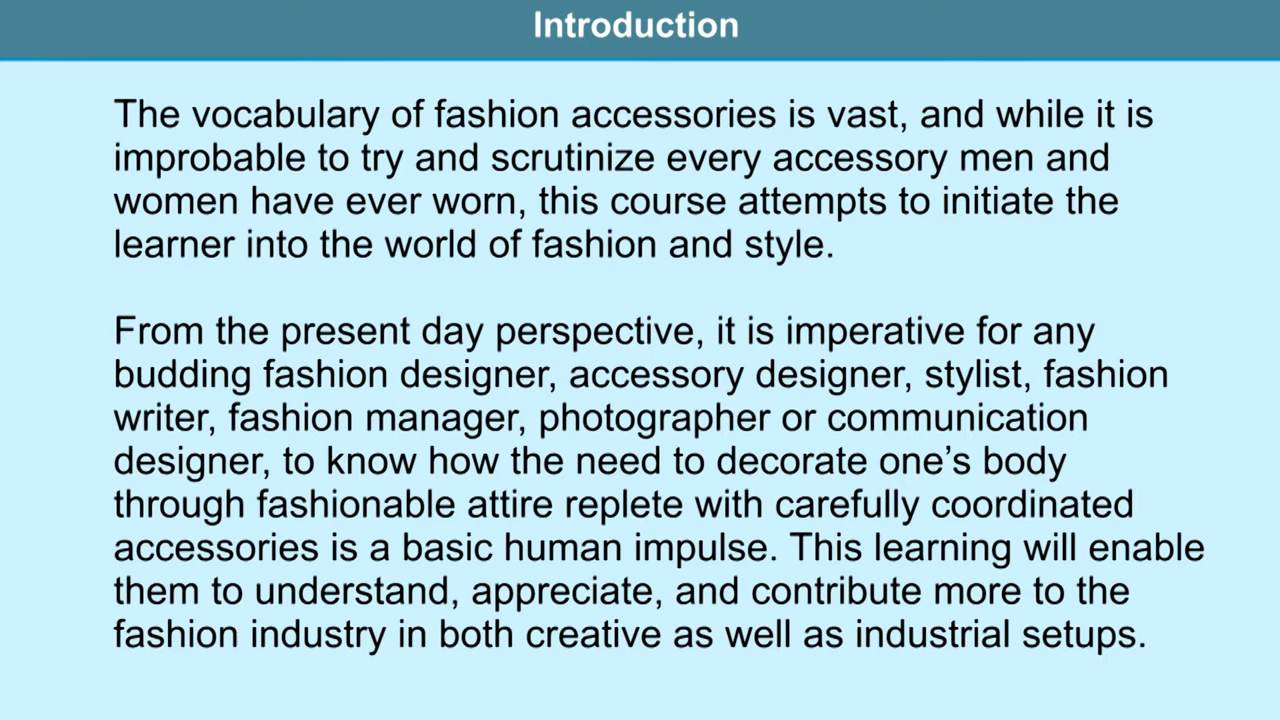 Introduction
The vocabulary of fashion accessories is vast, and while it is
improbable to try and scrutinize every accessory men and
women have ever worn, this course attempts to initiate the
learner into the world of fashion and style.
From the present day perspective, it is imperative for any
budding fashion designer, accessory designer, stylist, fashion
writer, fashion manager, photographer or communication
designer, to know how the need to decorate one’s body
through fashionable attire replete with carefully coordinated
accessories is a basic human impulse. This learning will enable
them to understand, appreciate, and contribute more to the
fashion industry in both creative as well as industrial setups.